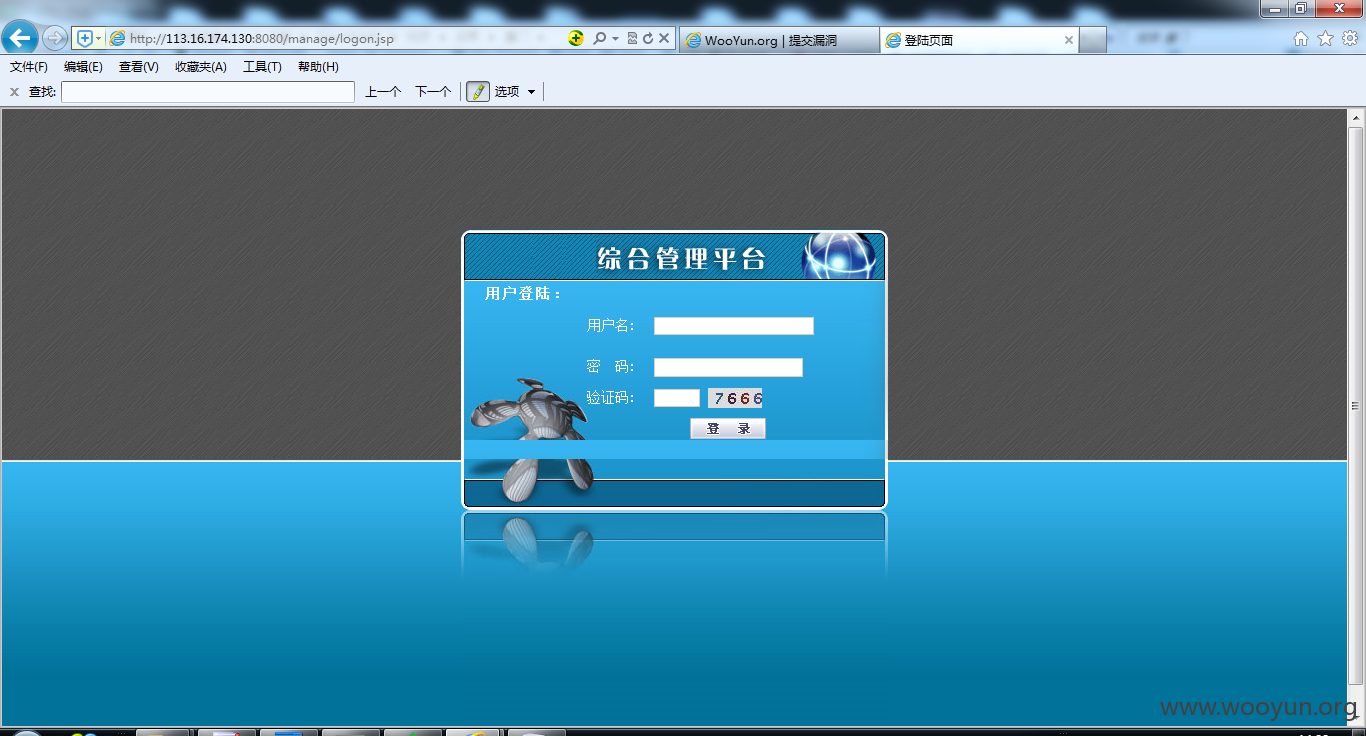 http://113.16.174.130:8080/manage/logon.jsp
WooYun.org | 提交漏洞
登陆页面
文件(F) 编辑(E) 查看(V) 收藏夹(A) 工具(T) 帮助(H)
查找: 上一个 下一个 选项
综合管理平台
用户登陆：
用户名:
密 码:
验证码: 7666
登 录
www.wooyun.org